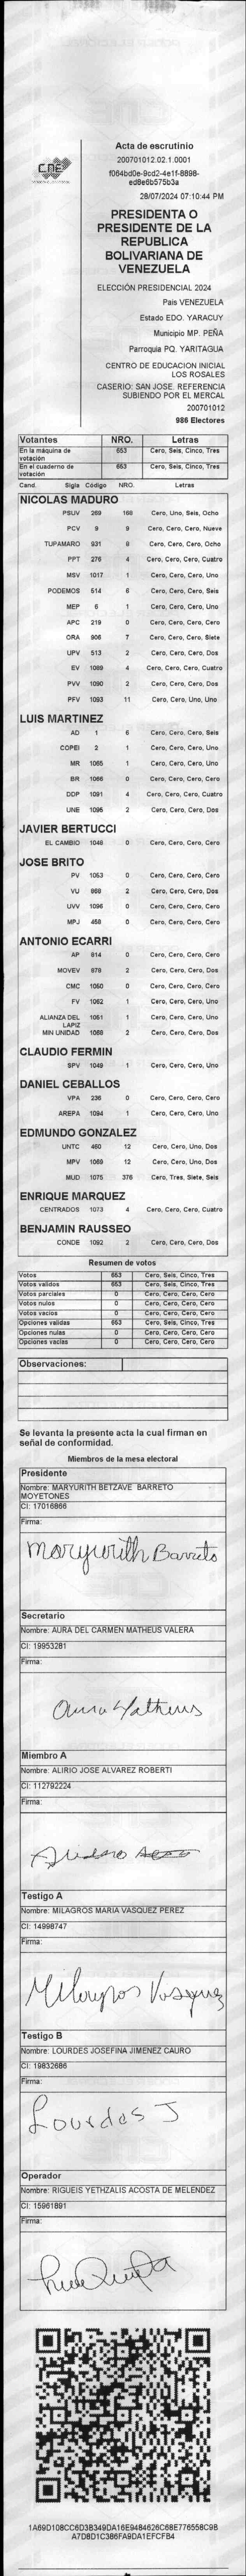 CNE
Acta de escrutinio
200701012.02.1.0001
f064bd0e-9cd2-4e1f-8898-
ed8e6b575b3a
28/07/2024 07:10:44 PM
PRESIDENTA O
PRESIDENTE DE LA
REPUBLICA
BOLIVARIANA DE
VENEZUELA
ELECCIÓN PRESIDENCIAL 2024
Pais VENEZUELA
Estado EDO. YARACUY
Municipio MP. PEÑA
Parroquia PQ. YARITAGUA
CENTRO DE EDUCACION INICIAL
LOS ROSALES
CASERIO: SAN JOSE. REFERENCIA
SUBIENDO POR EL MERCAL
200701012
986 Electores
Votantes NRO. Letras
En la máquina de votación 653 Cero, Seis, Cinco, Tres
En el cuaderno de votación 653 Cero, Seis, Cinco, Tres
Cand. Sigla Código NRO. Letras
NICOLAS MADURO
PSUV 269 168 Cero, Uno, Seis, Ocho
PCV 9 9 Cero, Cero, Cero, Nueve
TUPAMARO 931 8 Cero, Cero, Cero, Ocho
PPT 276 4 Cero, Cero, Cero, Cuatro
MSV 1017 1 Cero, Cero, Cero, Uno
PODEMOS 514 6 Cero, Cero, Cero, Seis
MEP 6 1 Cero, Cero, Cero, Uno
APC 219 0 Cero, Cero, Cero, Cero
ORA 906 7 Cero, Cero, Cero, Siete
UPV 513 2 Cero, Cero, Cero, Dos
EV 1089 4 Cero, Cero, Cero, Cuatro
PVV 1090 2 Cero, Cero, Cero, Dos
PFV 1093 11 Cero, Cero, Uno, Uno
LUIS MARTINEZ
AD 1 6 Cero, Cero, Cero, Seis
COPEI 2 1 Cero, Cero, Cero, Uno
MR 1065 1 Cero, Cero, Cero, Uno
BR 1066 0 Cero, Cero, Cero, Cero
DDP 1091 4 Cero, Cero, Cero, Cuatro
UNE 1095 2 Cero, Cero, Cero, Dos
JAVIER BERTUCCI
EL CAMBIO 1048 0 Cero, Cero, Cero, Cero
JOSE BRITO
PV 1053 0 Cero, Cero, Cero, Cero
VU 868 2 Cero, Cero, Cero, Dos
UVV 1096 0 Cero, Cero, Cero, Cero
MPJ 458 0 Cero, Cero, Cero, Cero
ANTONIO ECARRI
AP 814 0 Cero, Cero, Cero, Cero
MOVEV 978 2 Cero, Cero, Cero, Dos
CMC 1050 0 Cero, Cero, Cero, Cero
FV 1052 1 Cero, Cero, Cero, Uno
ALIANZA DEL LAPIZ 1051 1 Cero, Cero, Cero, Uno
MIN UNIDAD 1068 2 Cero, Cero, Cero, Dos
CLAUDIO FERMIN
SPV 1049 1 Cero, Cero, Cero, Uno
DANIEL CEBALLOS
VPA 236 0 Cero, Cero, Cero, Cero
AREPA 1094 1 Cero, Cero, Cero, Uno
EDMUNDO GONZALEZ
UNTC 460 12 Cero, Cero, Uno, Dos
MPV 1069 12 Cero, Cero, Uno, Dos
MUD 1075 376 Cero, Tres, Siete, Seis
ENRIQUE MARQUEZ
CENTRADOS 1073 4 Cero, Cero, Cero, Cuatro
BENJAMIN RAUSSEO
CONDE 1092 2 Cero, Cero, Cero, Dos
Resumen de votos
Votos 653 Cero, Seis, Cinco, Tres
Votos validos 653 Cero, Seis, Cinco, Tres
Votos parciales 0 Cero, Cero, Cero, Cero
Votos nulos 0 Cero, Cero, Cero, Cero
Votos vacios 0 Cero, Cero, Cero, Cero
Opciones validas 653 Cero, Seis, Cinco, Tres
Opciones nulas 0 Cero, Cero, Cero, Cero
Opciones vacias 0 Cero, Cero, Cero, Cero
Observaciones:
Se levanta la presente acta la cual firman en
señal de conformidad.
Miembros de la mesa electoral
Presidente
Nombre: MARYURITH BETZAVE BARRETO
MOYETONES
CI: 17016866
Firma:
Maryurith Barreto
Secretario
Nombre: AURA DEL CARMEN MATHEUS VALERA
CI: 19953281
Firma:
Aura Matheus
Miembro A
Nombre: ALIRIO JOSE ALVAREZ ROBERTI
CI: 112792224
Firma:
Testigo A
Nombre: MILAGROS MARIA VASQUEZ PEREZ
CI: 14998747
Firma:
Milagros Vasquez
Testigo B
Nombre: LOURDES JOSEFINA JIMENEZ CAURO
CI: 19832686
Firma:
Lourdes J
Operador
Nombre: RIGUEIS YETHZALIS ACOSTA DE MELENDEZ
CI: 15961891
Firma:
1A69D108CC6D3B349DA16E9484626C68E776558C9B
A7D8D1C386FA9DA1EFCFB4